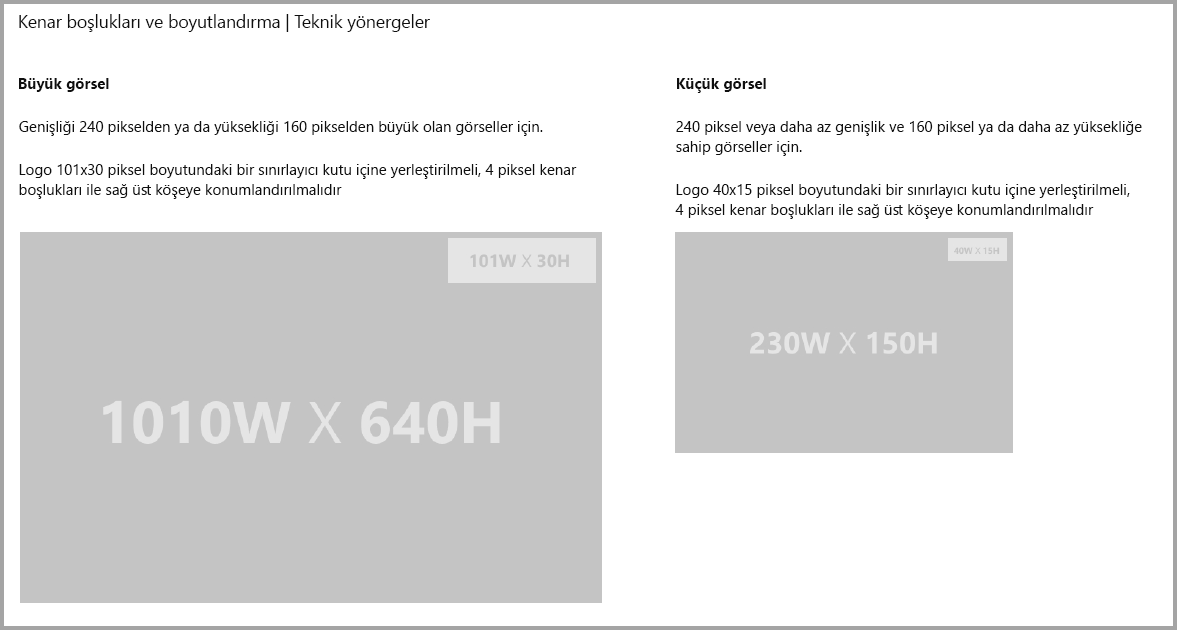 Kenar boşlukları ve boyutlandırma | Teknik yönergeler
Büyük görsel
Genişliği 240 pikselden ya da yüksekliği 160 pikselden büyük olan görseller için.
Logo 101x30 piksel boyutundaki bir sınırlayıcı kutu içine yerleştirilmeli, 4 piksel kenar
boşlukları ile sağ üst köşeye konumlandırılmalıdır
101W X 30H
1010W X 640H
Küçük görsel
240 piksel veya daha az genişlik ve 160 piksel ya da daha az yüksekliğe
sahip görseller için.
Logo 40x15 piksel boyutundaki bir sınırlayıcı kutu içine yerleştirilmeli,
4 piksel kenar boşlukları ile sağ üst köşeye konumlandırılmalıdır
40W X 15H
230W X 150H